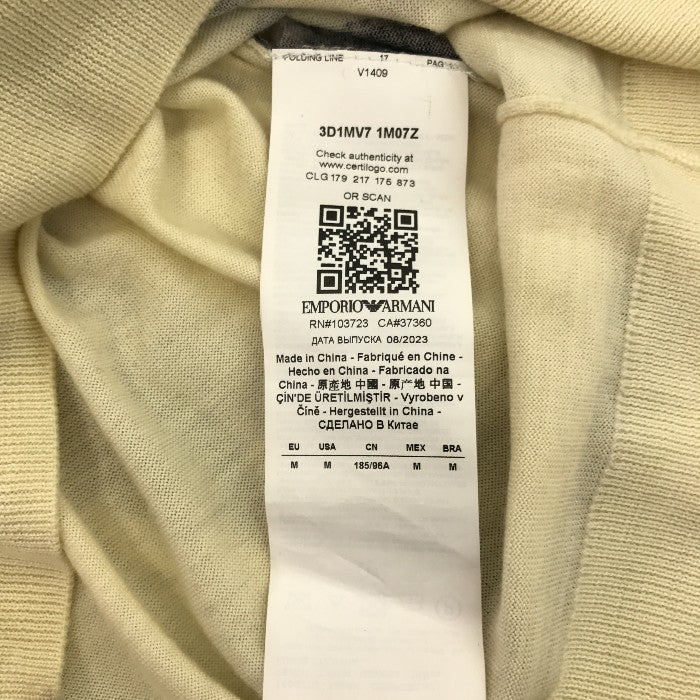 FOLDING LINE 17 PAG
V1409
3D1MV7 1M07Z
Check authenticity at
www.certilogo.com
CLG 179 217 176 873
OR SCAN
EMPORIO ARMANI
RN#103723 CA#37360
ДАТА ВЫПУСКА 08/2023
Made in China - Fabriqué en Chine -
Hecho en China - Fabricado na
China - 原産地 中國 - 原产地 中国 -
ÇİN'DE ÜRETİLMİŞTİR - Vyrobeno v
Číně - Hergestellt in China -
СДЕЛАНО В Китае
EU USA CN MEX BRA
M M 185/96A M M